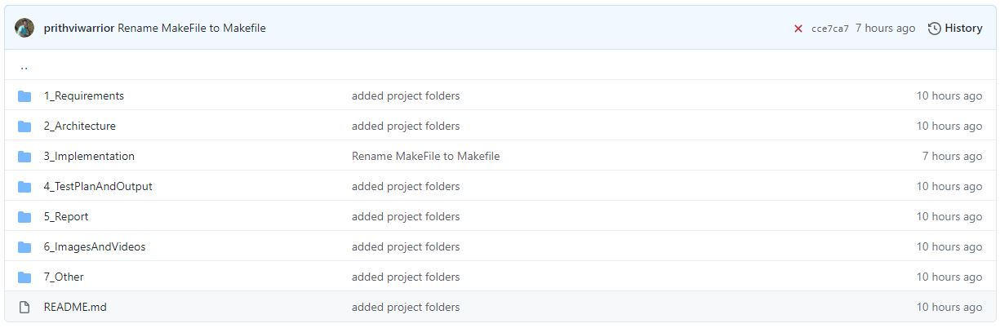 prithviwarrior Rename MakeFile to Makefile cce7ca7 7 hours ago History
..
1_Requirements added project folders 10 hours ago
2_Architecture added project folders 10 hours ago
3_Implementation Rename MakeFile to Makefile 7 hours ago
4_TestPlanAndOutput added project folders 10 hours ago
5_Report added project folders 10 hours ago
6_ImagesAndVideos added project folders 10 hours ago
7_Other added project folders 10 hours ago
README.md added project folders 10 hours ago